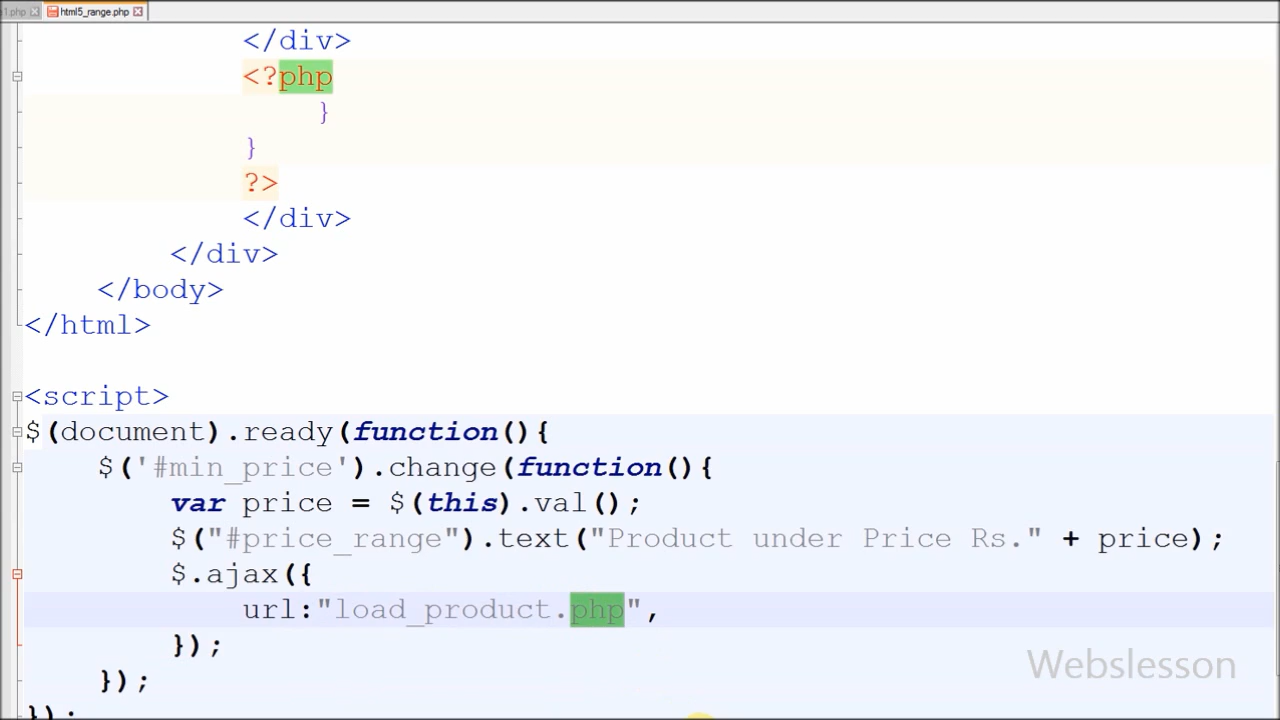 1.php html5_range.php
</div>
<?php
}
}
?>
</div>
</div>
</body>
</html>
<script>
$(document).ready(function(){
$('#min_price').change(function(){
var price = $(this).val();
$("#price_range").text("Product under Price Rs." + price);
$.ajax({
url:"load_product.php",
});
});
});
Webslesson